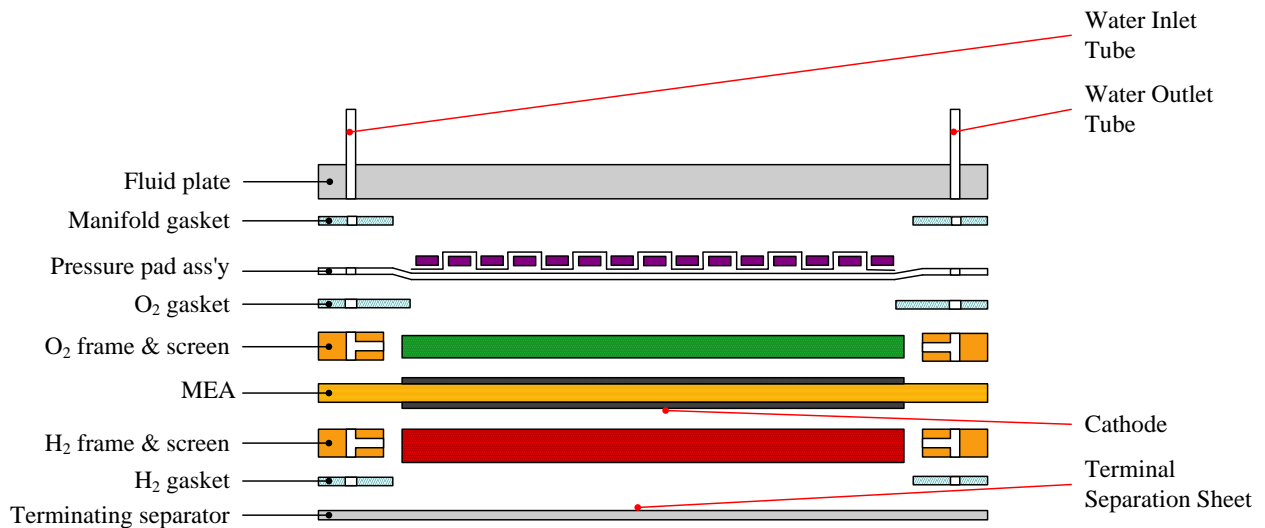 Water Inlet
Tube
Water Outlet
Tube
Fluid plate
Manifold gasket
Pressure pad ass'y
O₂ gasket
O₂ frame & screen
MEA
H₂ frame & screen
H₂ gasket
Terminating separator
Cathode
Terminal
Separation Sheet